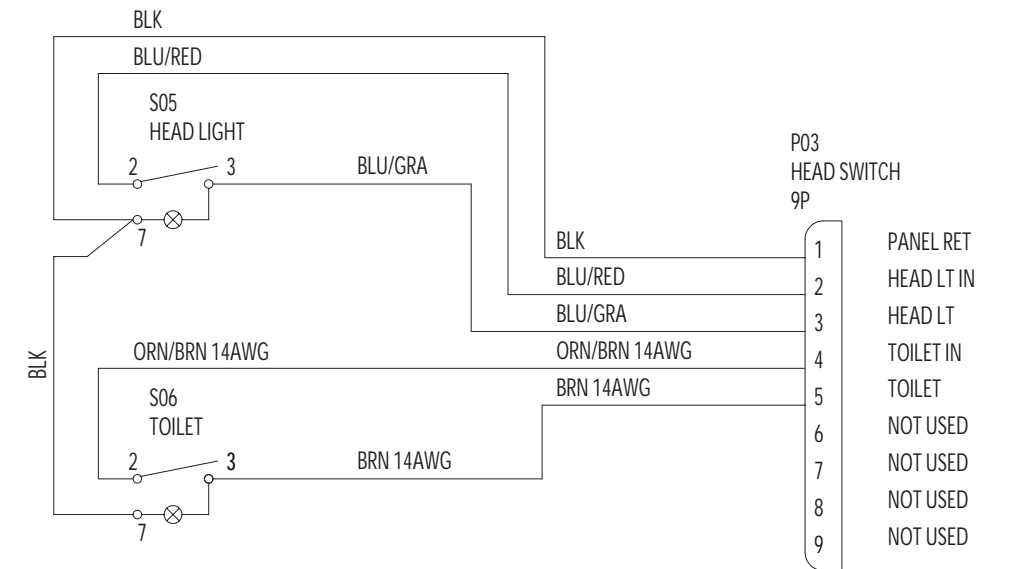 BLK
BLU/RED
S05
HEAD LIGHT
2 3 BLU/GRA
7
P03
HEAD SWITCH
9P
BLK 1 PANEL RET
BLU/RED 2 HEAD LT IN
BLU/GRA 3 HEAD LT
ORN/BRN 14AWG ORN/BRN 14AWG 4 TOILET IN
BLK
BRN 14AWG 5 TOILET
S06
TOILET
6 NOT USED
2 3 BRN 14AWG
7 NOT USED
8 NOT USED
7
9 NOT USED